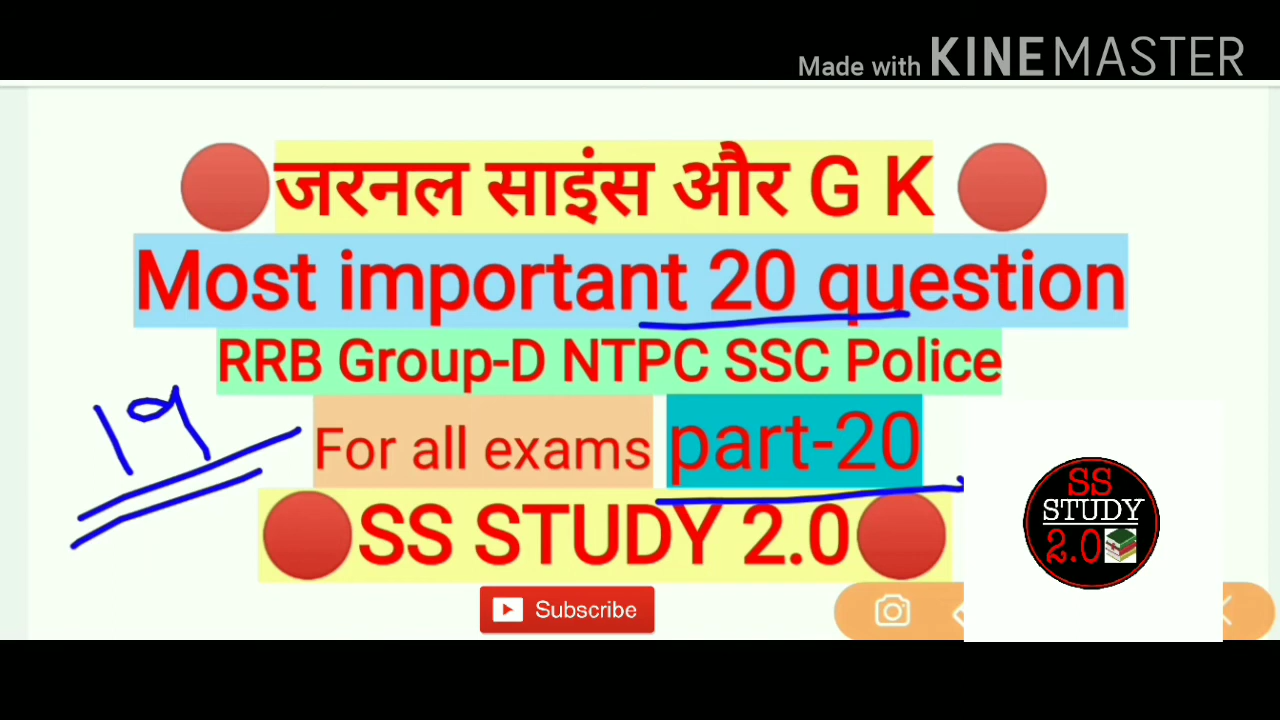 Made with KINEMASTER
जरनल साइंस और G K
Most important 20 question
RRB Group-D NTPC SSC Police
19
For all exams part-20
SS STUDY 2.0
SS
STUDY
2.0
Subscribe